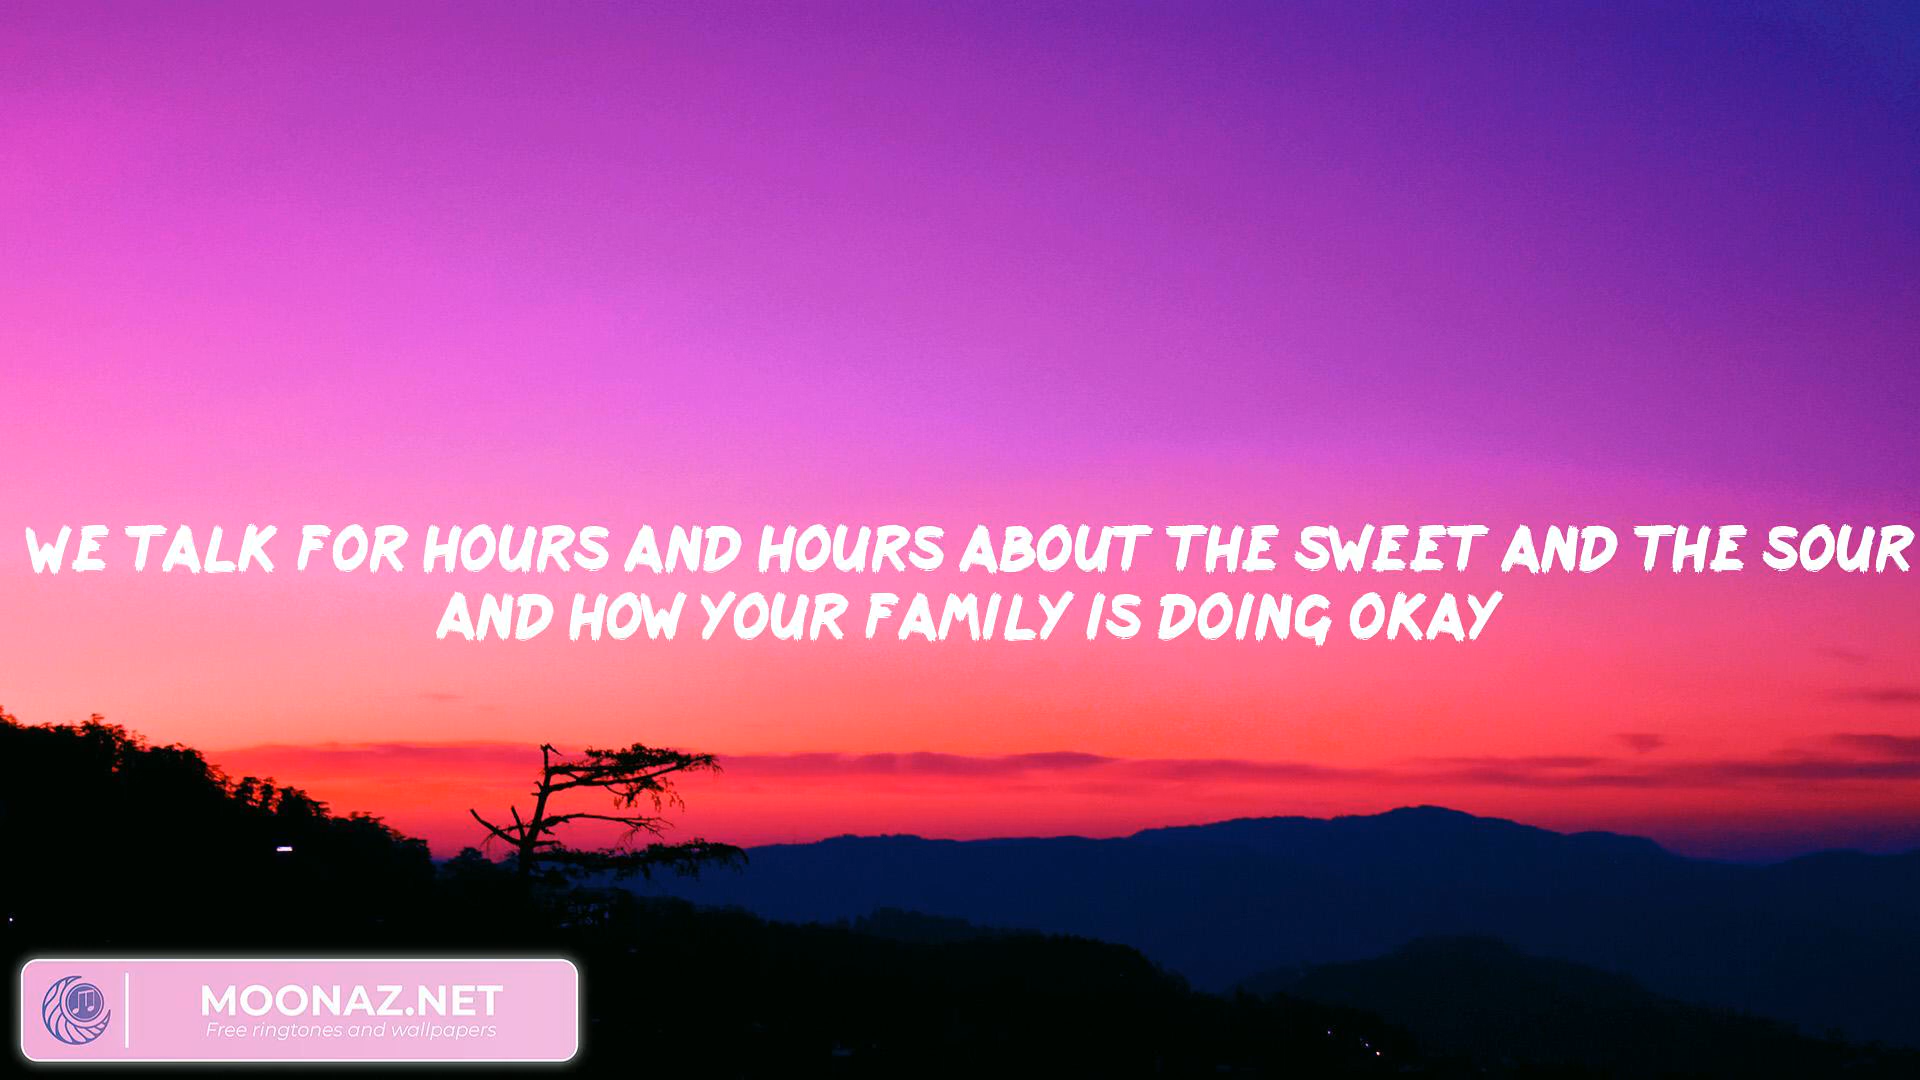 WE TALK FOR HOURS AND HOURS ABOUT THE SWEET AND THE SOUR
AND HOW YOUR FAMILY IS DOING OKAY
MOONAZ.NET
Free ringtones and wallpapers